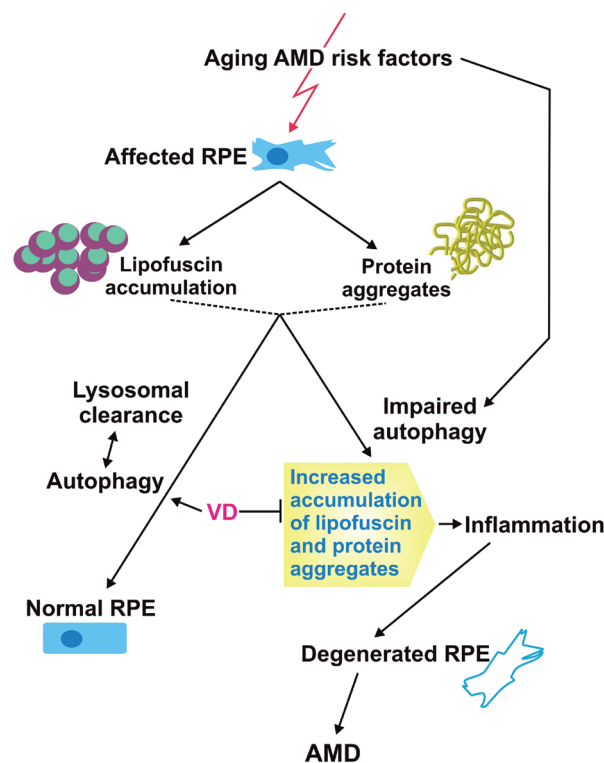 Aging AMD risk factors
Affected RPE
Lipofuscin
accumulation
Protein
aggregates
Lysosomal
clearance
Impaired
autophagy
Autophagy
VD
Increased
accumulation
of lipofuscin
and protein
aggregates
Inflammation
Normal RPE
Degenerated RPE
AMD